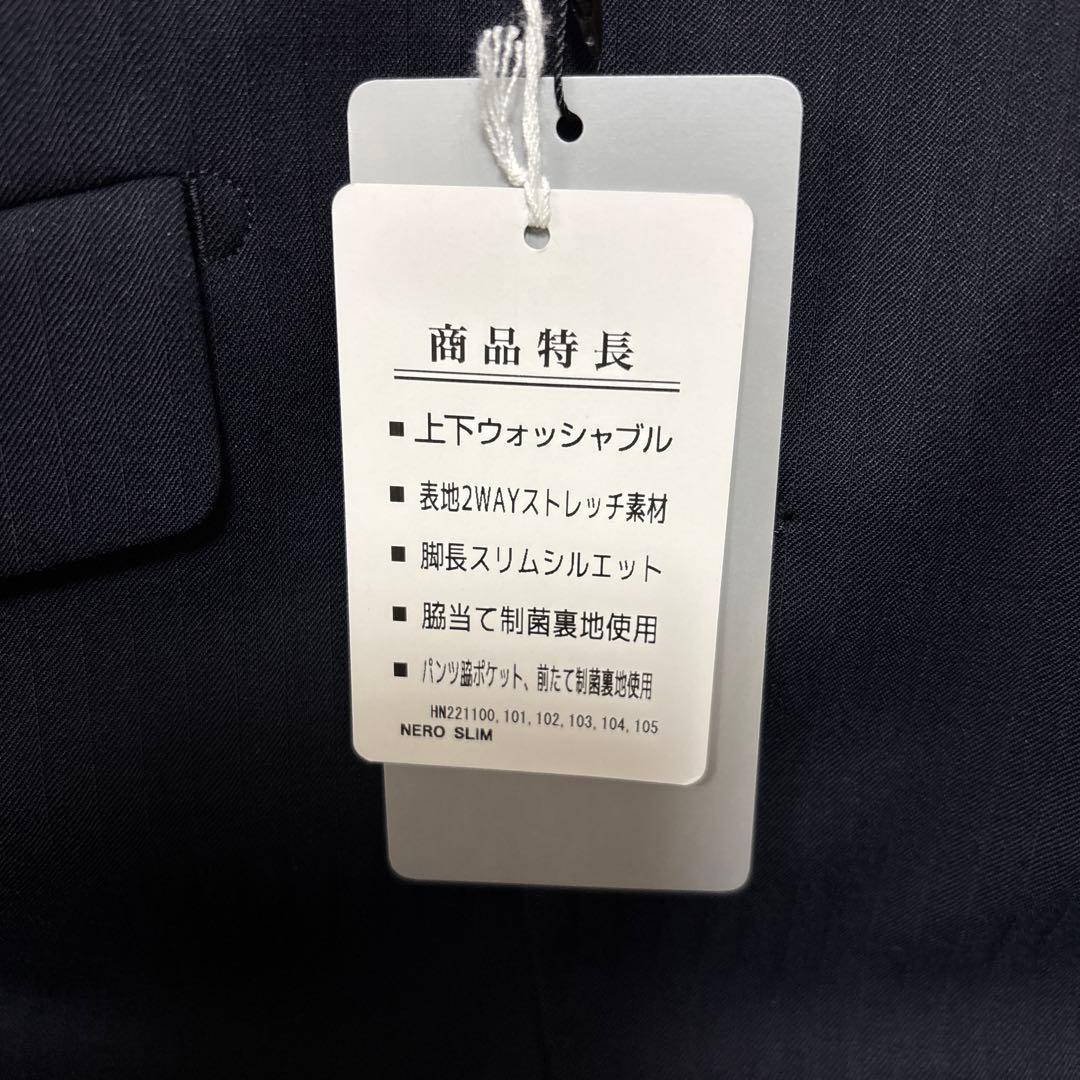 商品特長
■ 上下ウォッシャブル
■ 表地2WAYストレッチ素材
■ 脚長スリムシルエット
■ 脇当て制菌裏地使用
■ パンツ脇ポケット、前たて制菌裏地使用
HN221100,101,102,103,104,105
NERO SLIM